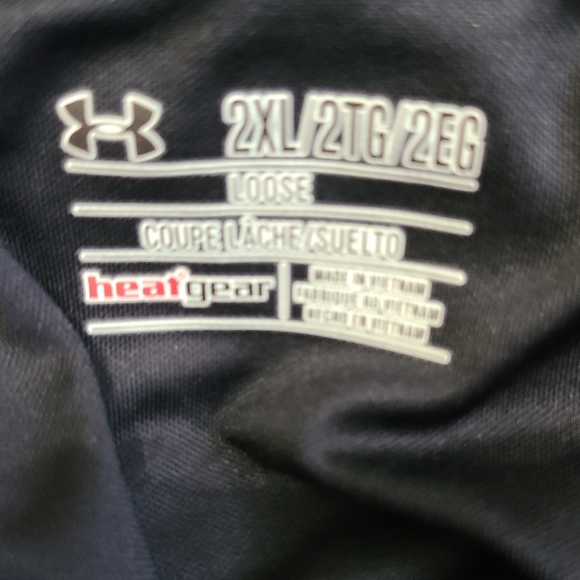 2XL/2TG/2EG
LOOSE
COUPE LÂCHE/SUELTO
heatgear
MADE IN VIETNAM
FABRIQUÉ AU VIETNAM
HECHO EN VIETNAM